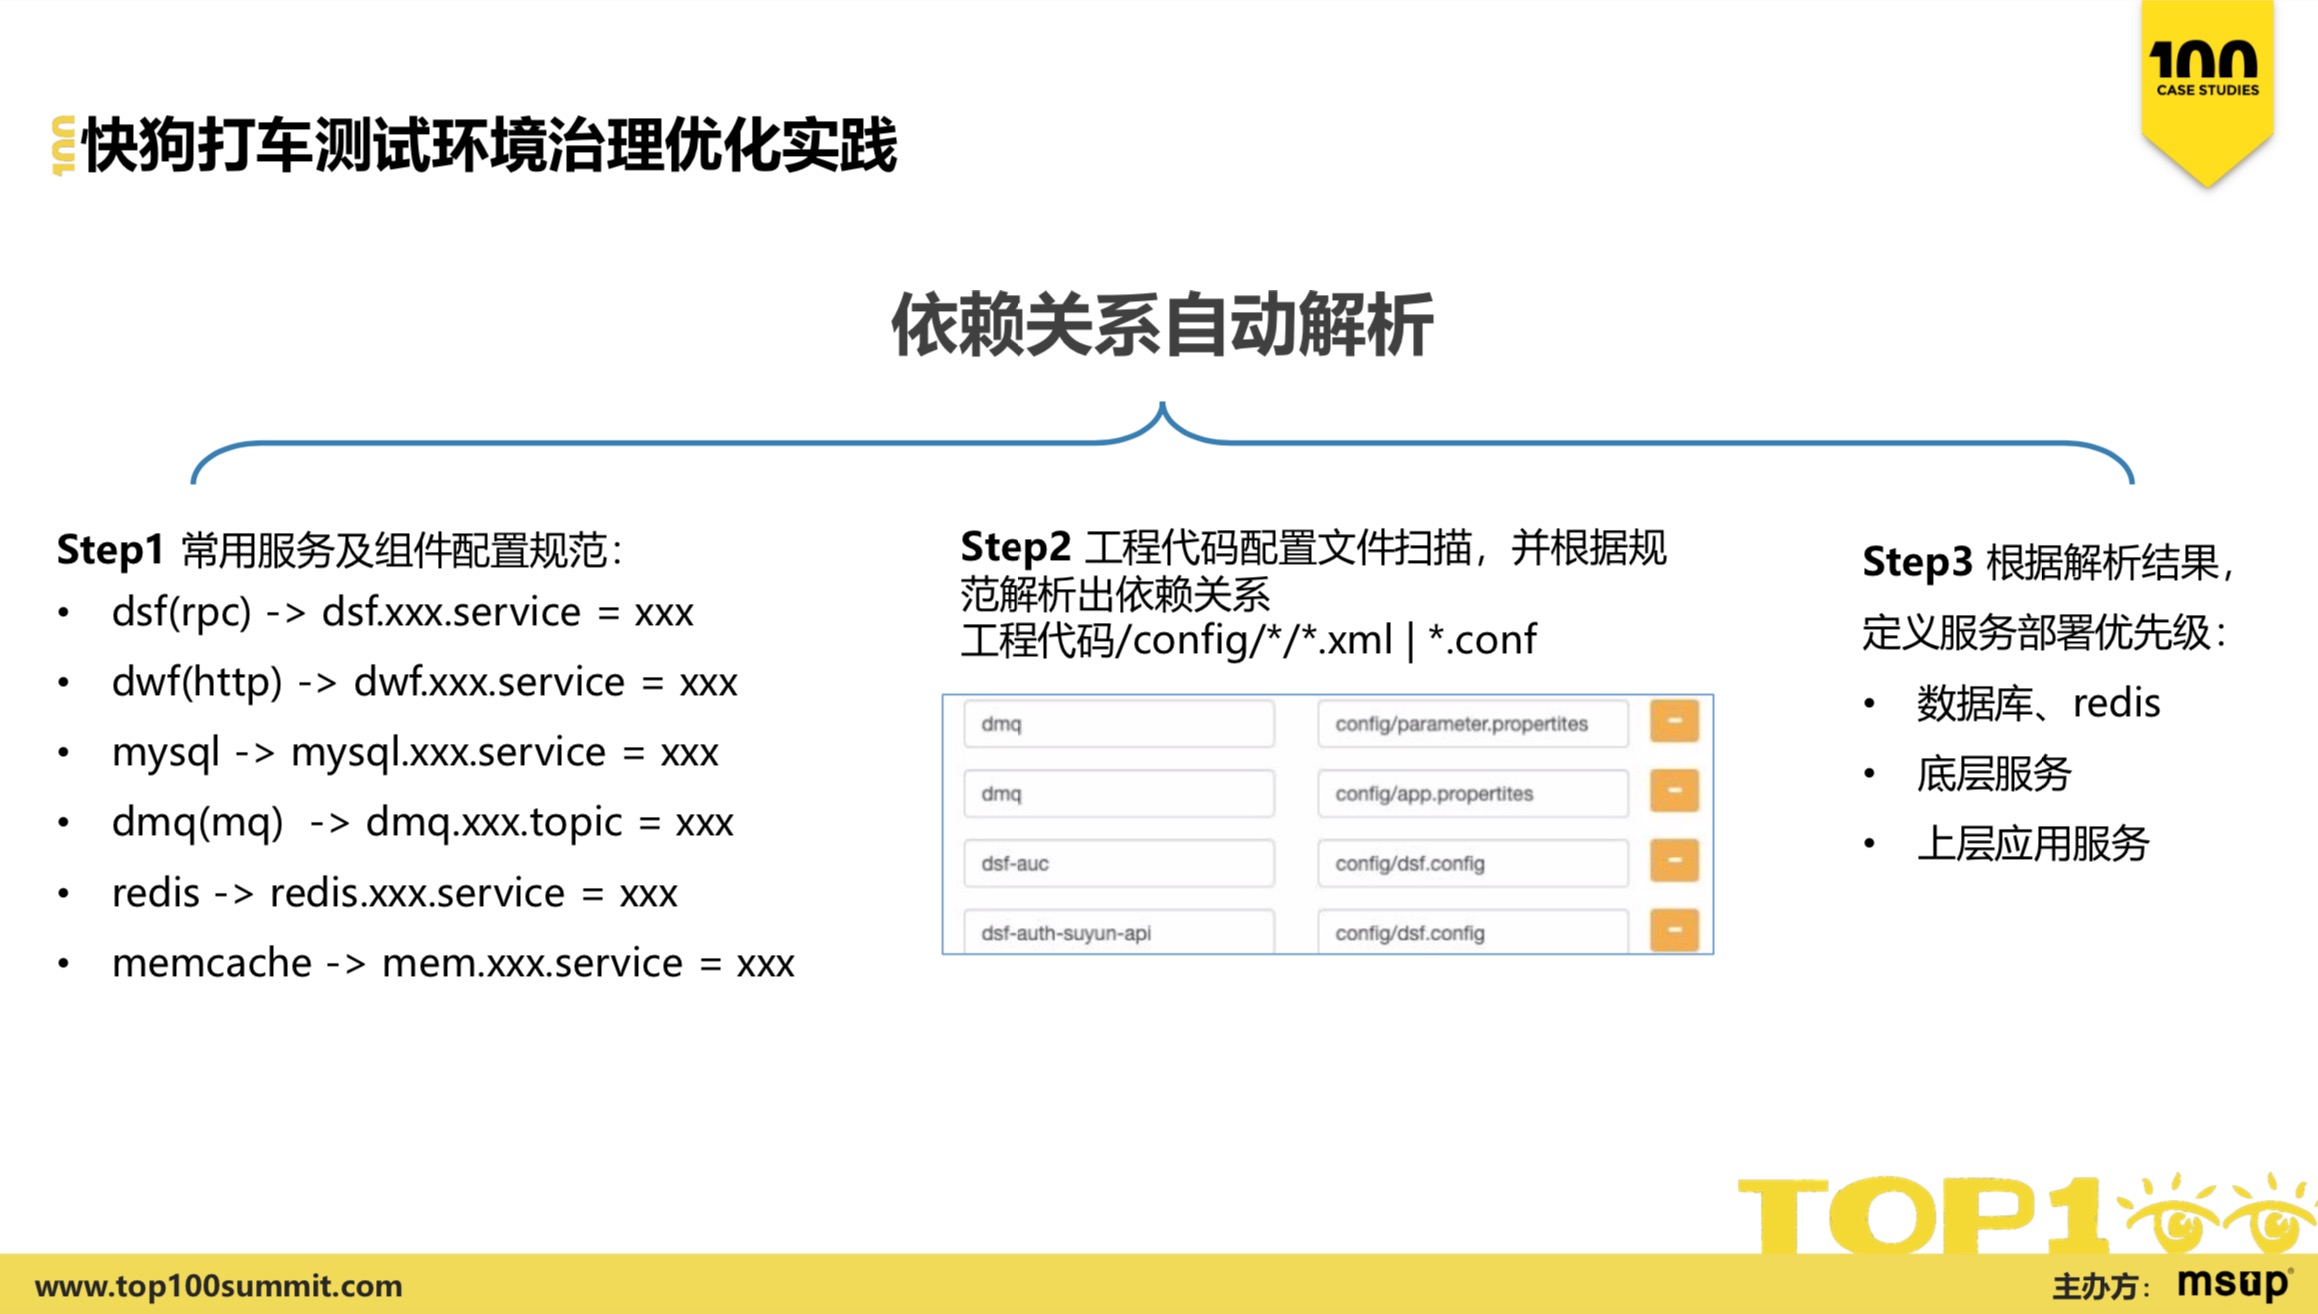 100
CASE STUDIES
快狗打车测试环境治理优化实践
依赖关系自动解析
Step1 常用服务及组件配置规范：
• dsf(rpc) -> dsf.xxx.service = xxx
• dwf(http) -> dwf.xxx.service = xxx
• mysql -> mysql.xxx.service = xxx
• dmq(mq) -> dmq.xxx.topic = xxx
• redis -> redis.xxx.service = xxx
• memcache -> mem.xxx.service = xxx
Step2 工程代码配置文件扫描，并根据规
范解析出依赖关系
工程代码/config/*/*.xml | *.conf
dmq config/parameter.propertites
dmq config/app.propertites
dsf-auc config/dsf.config
dsf-auth-suyun-api config/dsf.config
Step3 根据解析结果，
定义服务部署优先级：
• 数据库、redis
• 底层服务
• 上层应用服务
TOP100
www.top100summit.com
主办方： msup